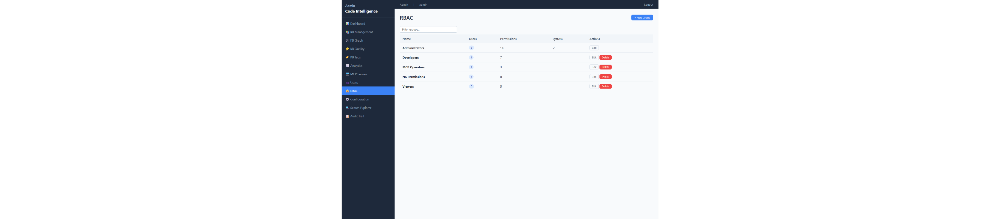 Admin
Code Intelligence
Dashboard
KB Management
KB Graph
KB Quality
KB Tags
Analytics
MCP Servers
Users
RBAC
Configuration
Search Explorer
Audit Trail
Admin | admin Logout
RBAC + New Group
Filter groups...
Name Users Permissions System Actions
Administrators 3 14 ✓ Edit
Developers 1 7 Edit Delete
MCP Operators 1 3 Edit Delete
No Permissions 1 0 Edit Delete
Viewers 0 5 Edit Delete